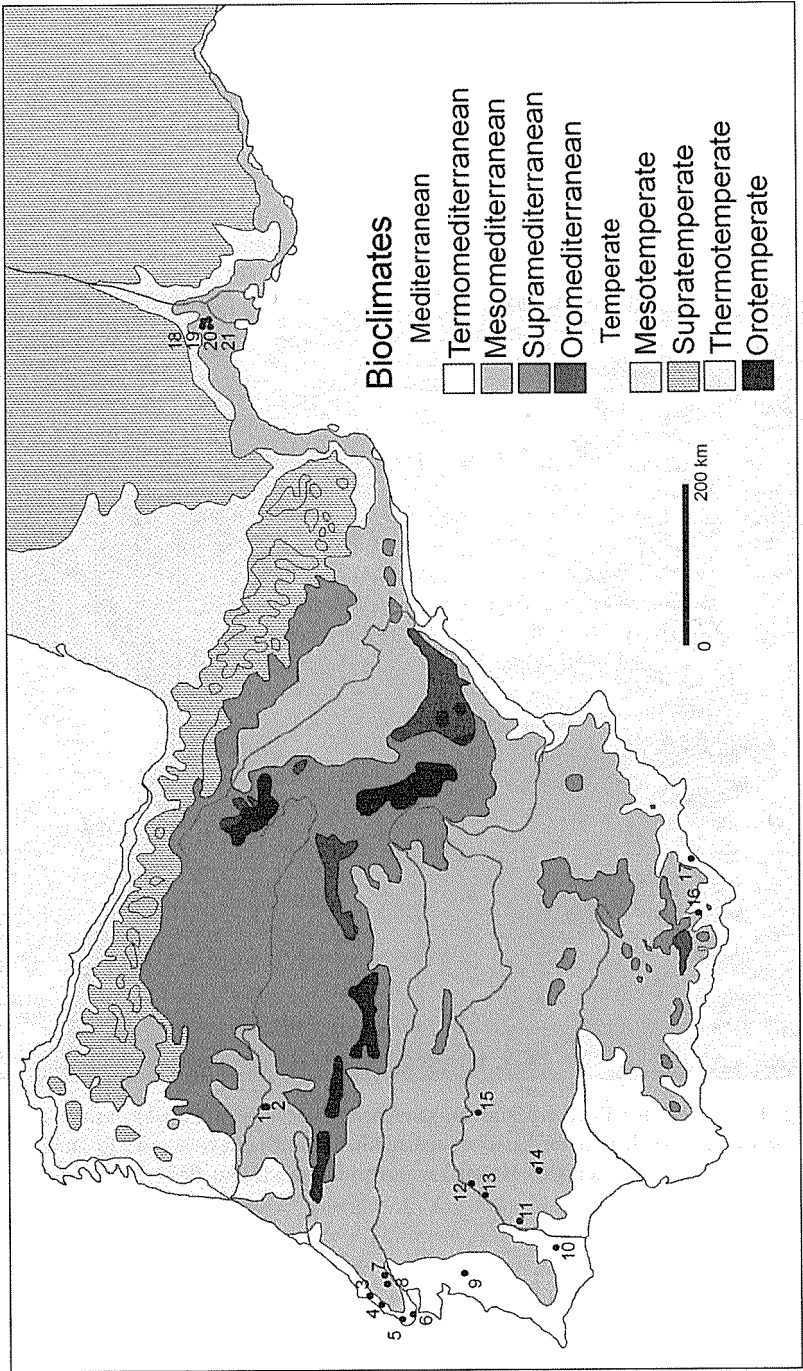 Bioclimates
Mediterranean
Termomediterranean
Mesomediterranean
Supramediterranean
Oromediterranean
Temperate
Mesotemperate
Supratemperate
Thermotemperate
Orotemperate
0
200 km
1
2
3
4
5
6
7
8
9
10
11
12
13
14
15
16
17
18
19
20
21